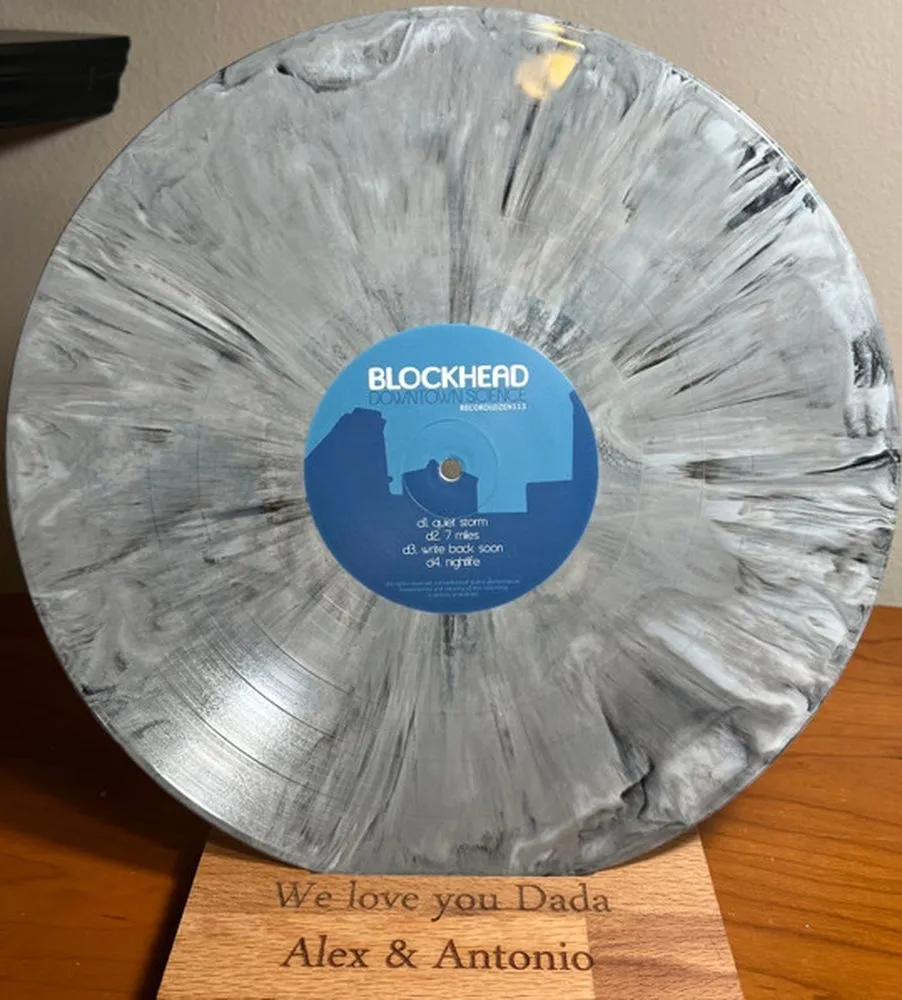 BLOCKHEAD
DOWNTOWN SCIENCE
d1. quiet storm
d2. 7 miles
d3. write back soon
d4. nightlife
We love you Dada
Alex & Antonio